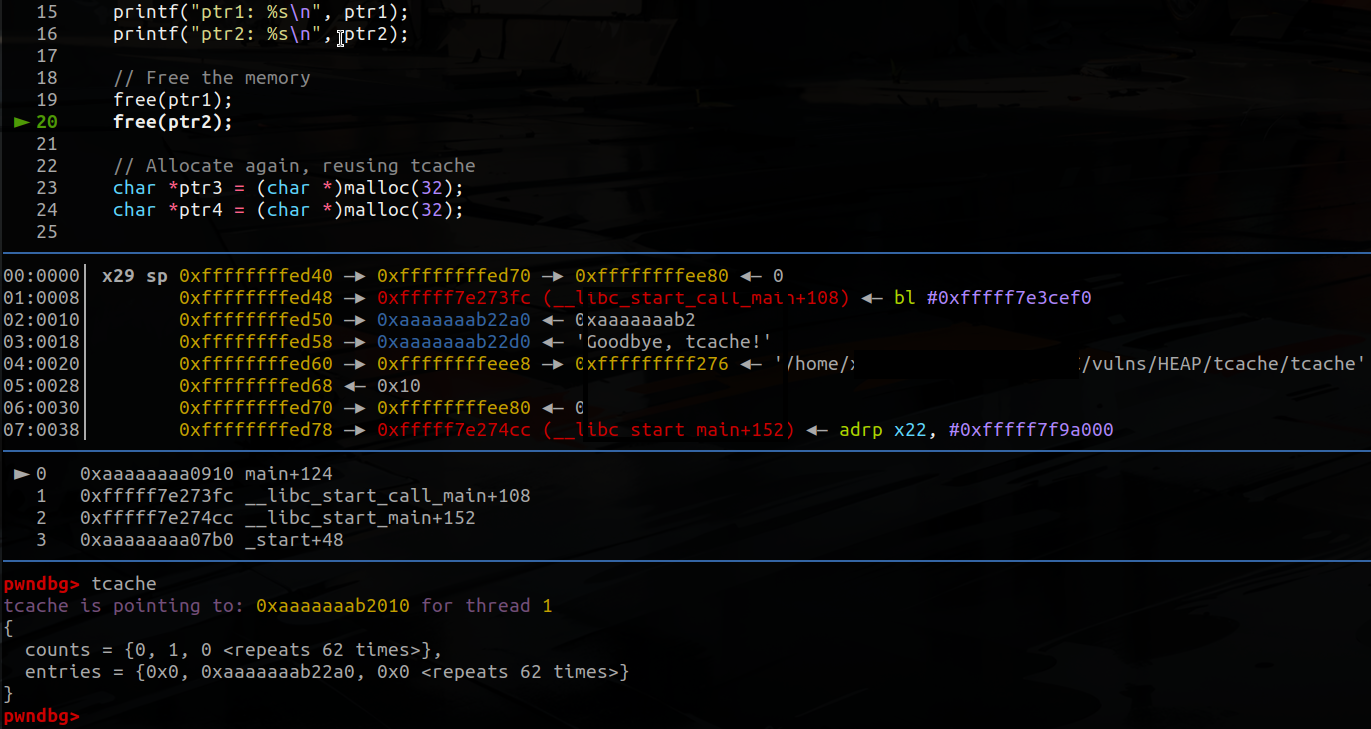 15     printf("ptr1: %s\n", ptr1);
16     printf("ptr2: %s\n", ptr2);
17
18     // Free the memory
19     free(ptr1);
► 20     free(ptr2);
21
22     // Allocate again, reusing tcache
23     char *ptr3 = (char *)malloc(32);
24     char *ptr4 = (char *)malloc(32);
25
00:0000│ x29 sp 0xffffffffed40 —▸ 0xffffffffed70 —▸ 0xffffffffee80 ◂— 0
01:0008│        0xffffffffed48 —▸ 0xfffff7e273fc (__libc_start_call_main+108) ◂— bl #0xfffff7e3cef0
02:0010│        0xffffffffed50 —▸ 0xaaaaaaab22a0 ◂— 0xaaaaaaab2
03:0018│        0xffffffffed58 —▸ 0xaaaaaaab22d0 ◂— 'Goodbye, tcache!'
04:0020│        0xffffffffed60 —▸ 0xffffffffeee8 —▸ 0xfffffffff276 ◂— '/home/ /vulns/HEAP/tcache/tcache'
05:0028│        0xffffffffed68 ◂— 0x10
06:0030│        0xffffffffed70 —▸ 0xffffffffee80 ◂— 0
07:0038│        0xffffffffed78 —▸ 0xfffff7e274cc (__libc_start_main+152) ◂— adrp x22, #0xfffff7f9a000
► 0   0xaaaaaaaa0910 main+124
1   0xfffff7e273fc __libc_start_call_main+108
2   0xfffff7e274cc __libc_start_main+152
3   0xaaaaaaaa07b0 _start+48
pwndbg> tcache
tcache is pointing to: 0xaaaaaaab2010 for thread 1
{
  counts = {0, 1, 0 <repeats 62 times>},
  entries = {0x0, 0xaaaaaaab22a0, 0x0 <repeats 62 times>}
}
pwndbg>